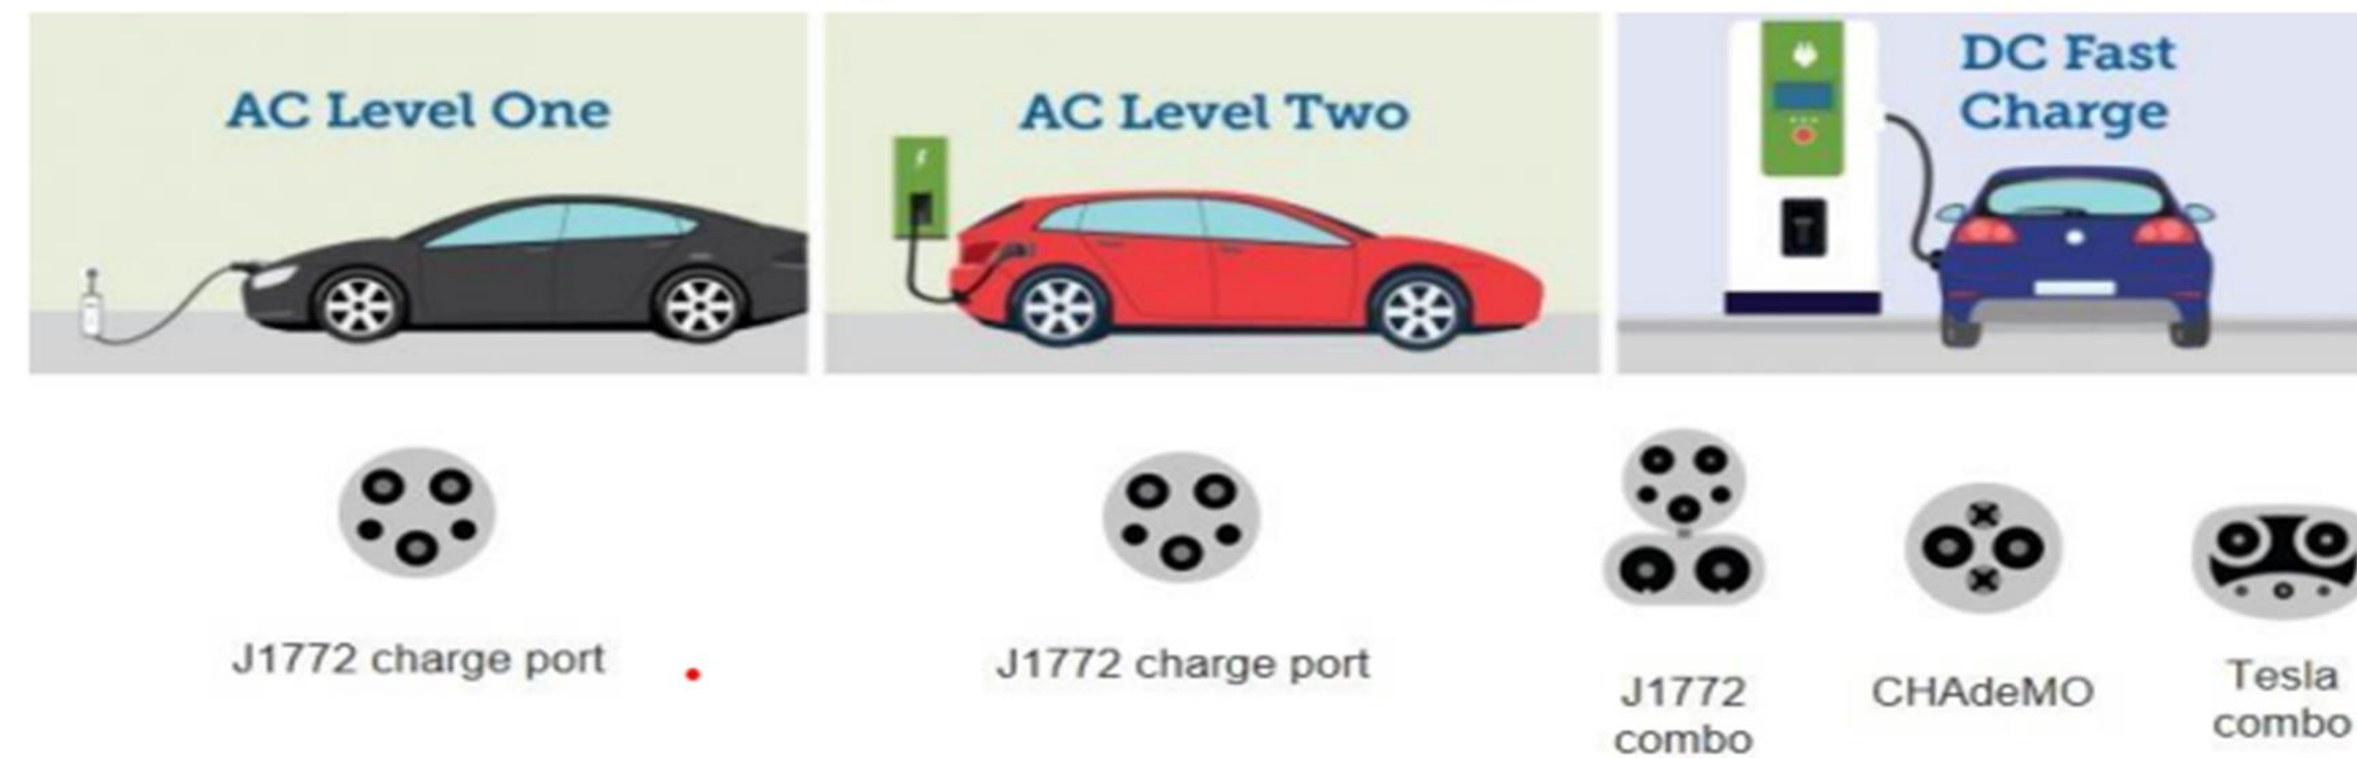 AC Level One
AC Level Two
DC Fast
Charge
J1772 charge port
J1772 charge port
J1772
combo
CHAdeMO
Tesla
combo